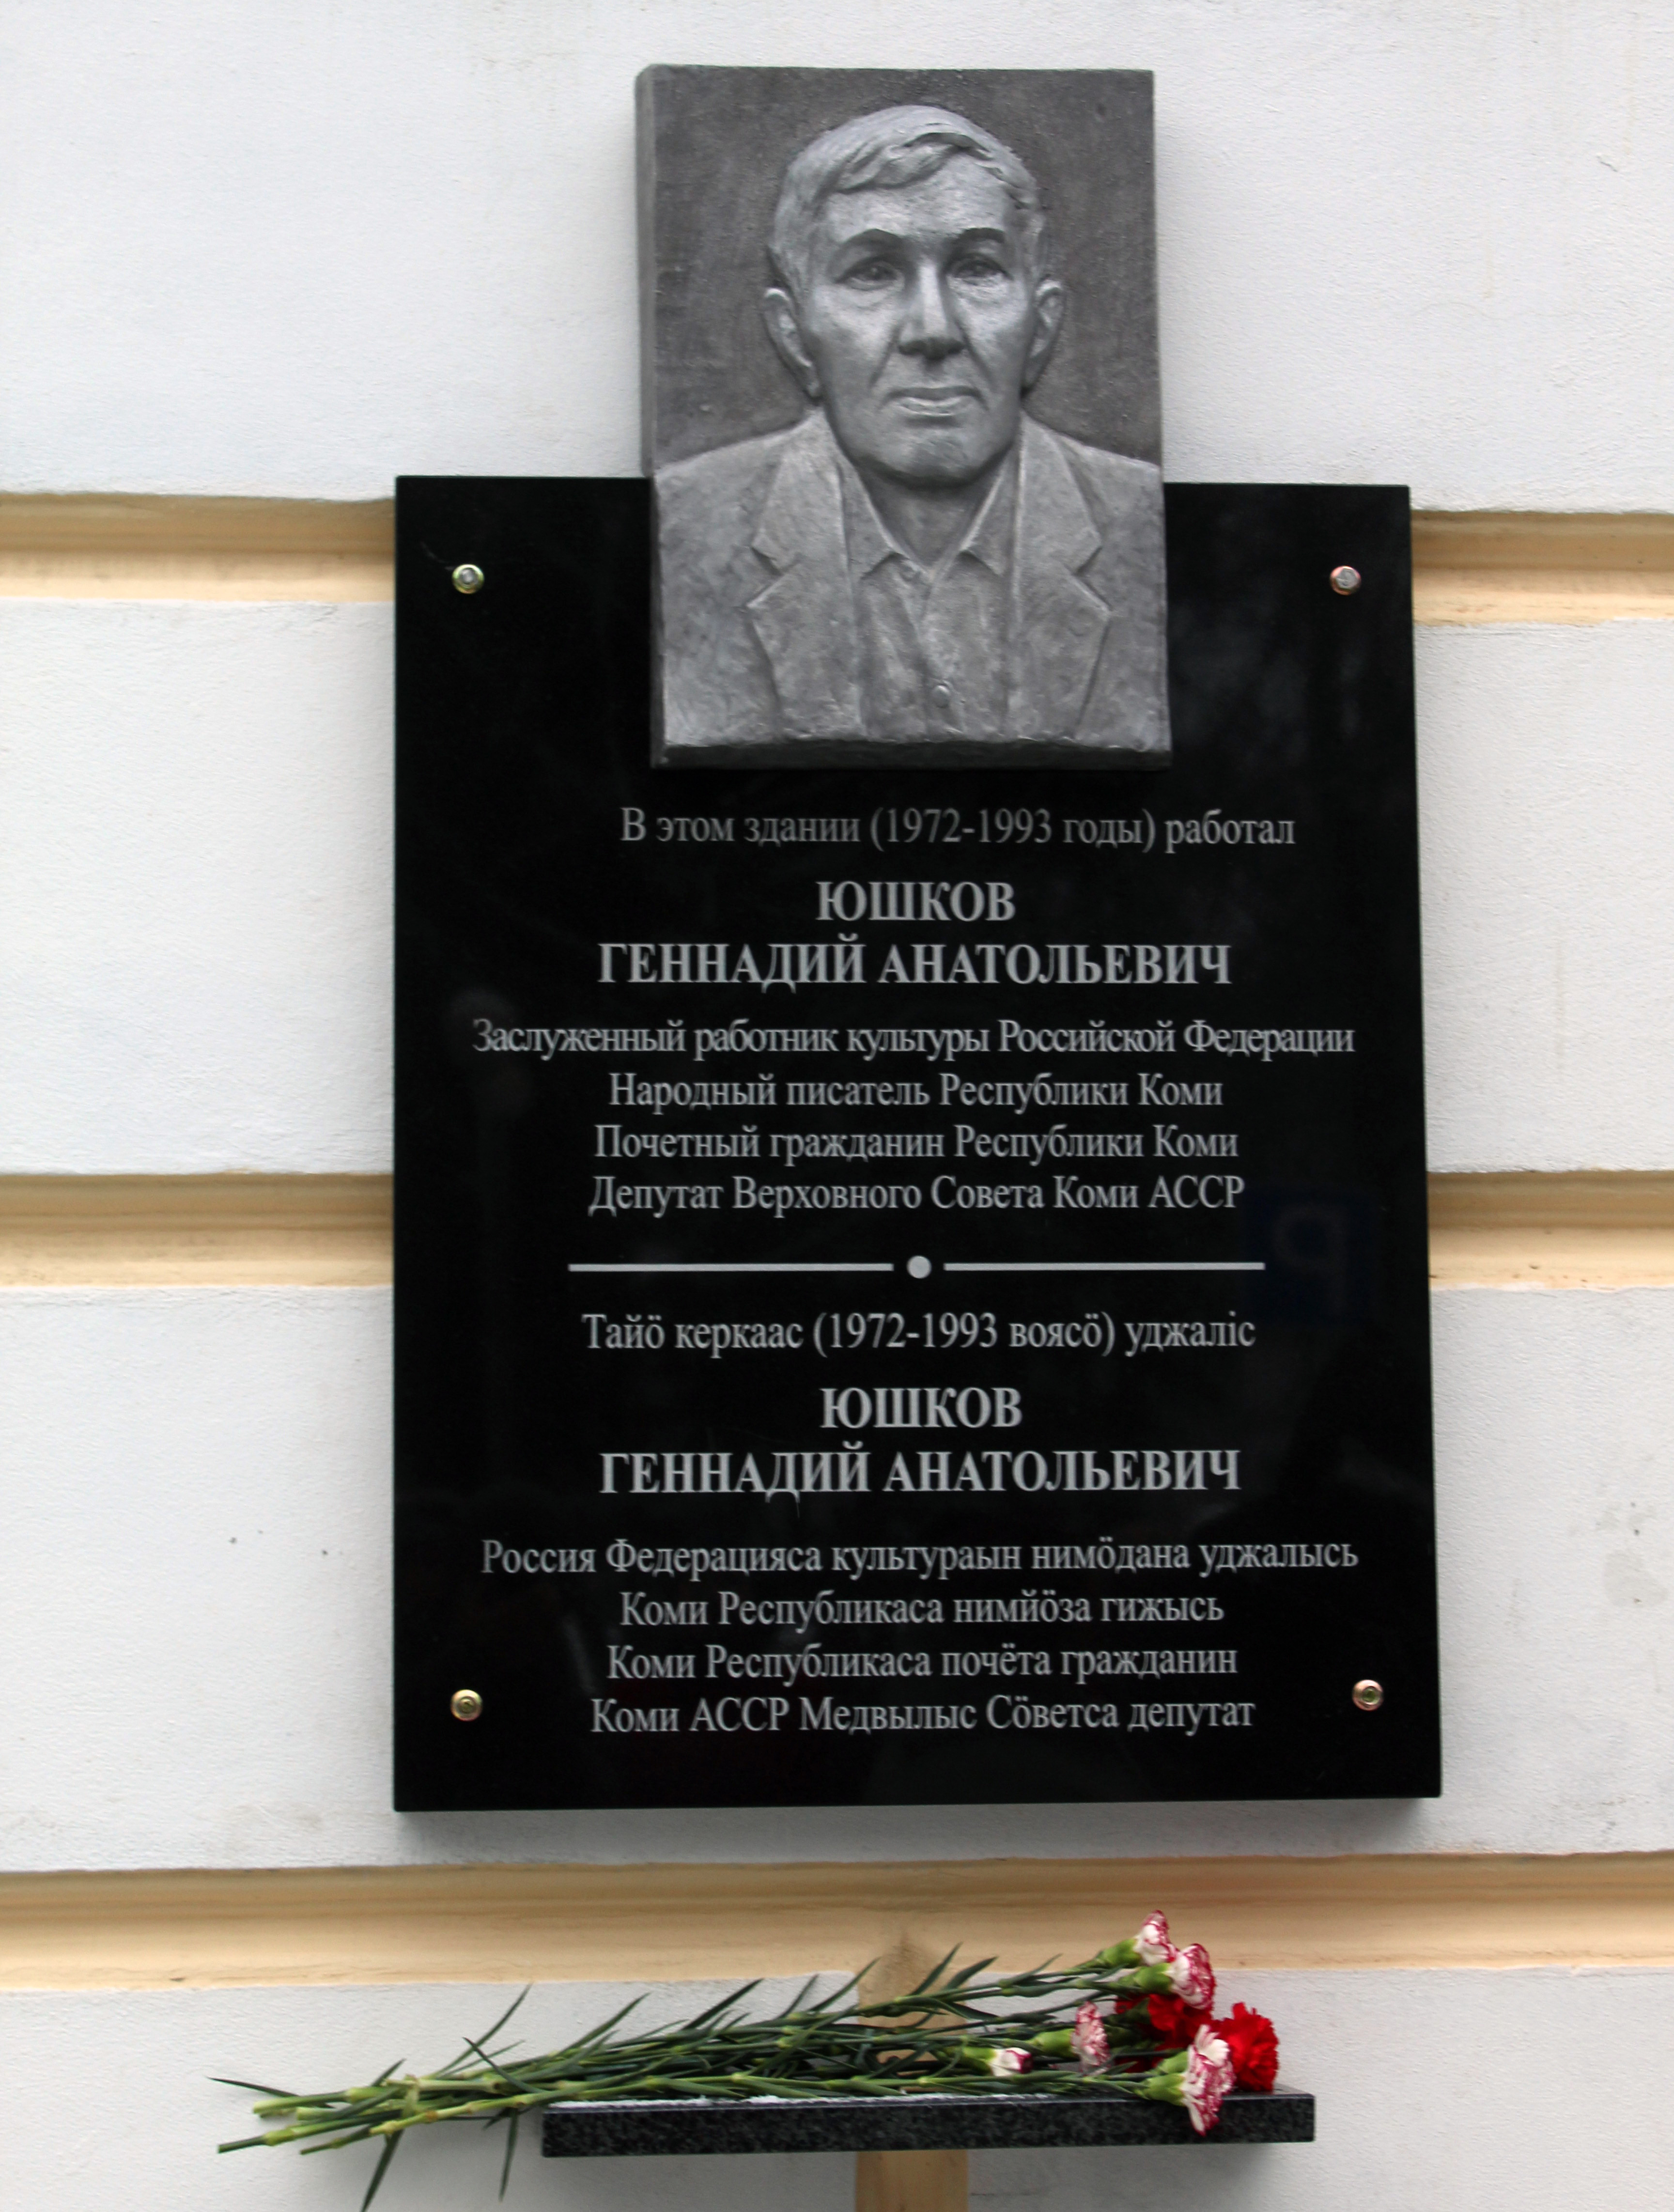 В этом здании (1972-1993 годы) работал
ЮШКОВ
ГЕННАДИЙ АНАТОЛЬЕВИЧ
Заслуженный работник культуры Российской Федерации
Народный писатель Республики Коми
Почетный гражданин Республики Коми
Депутат Верховного Совета Коми АССР
Тайӧ керкаас (1972-1993 воясӧ) уджаліс
ЮШКОВ
ГЕННАДИЙ АНАТОЛЬЕВИЧ
Россия Федерацияса культураын нимӧдана уджалысь
Коми Республикаса нимйӧза гижысь
Коми Республикаса почёта гражданин
Коми АССР Медвылыс Сӧветса депутат